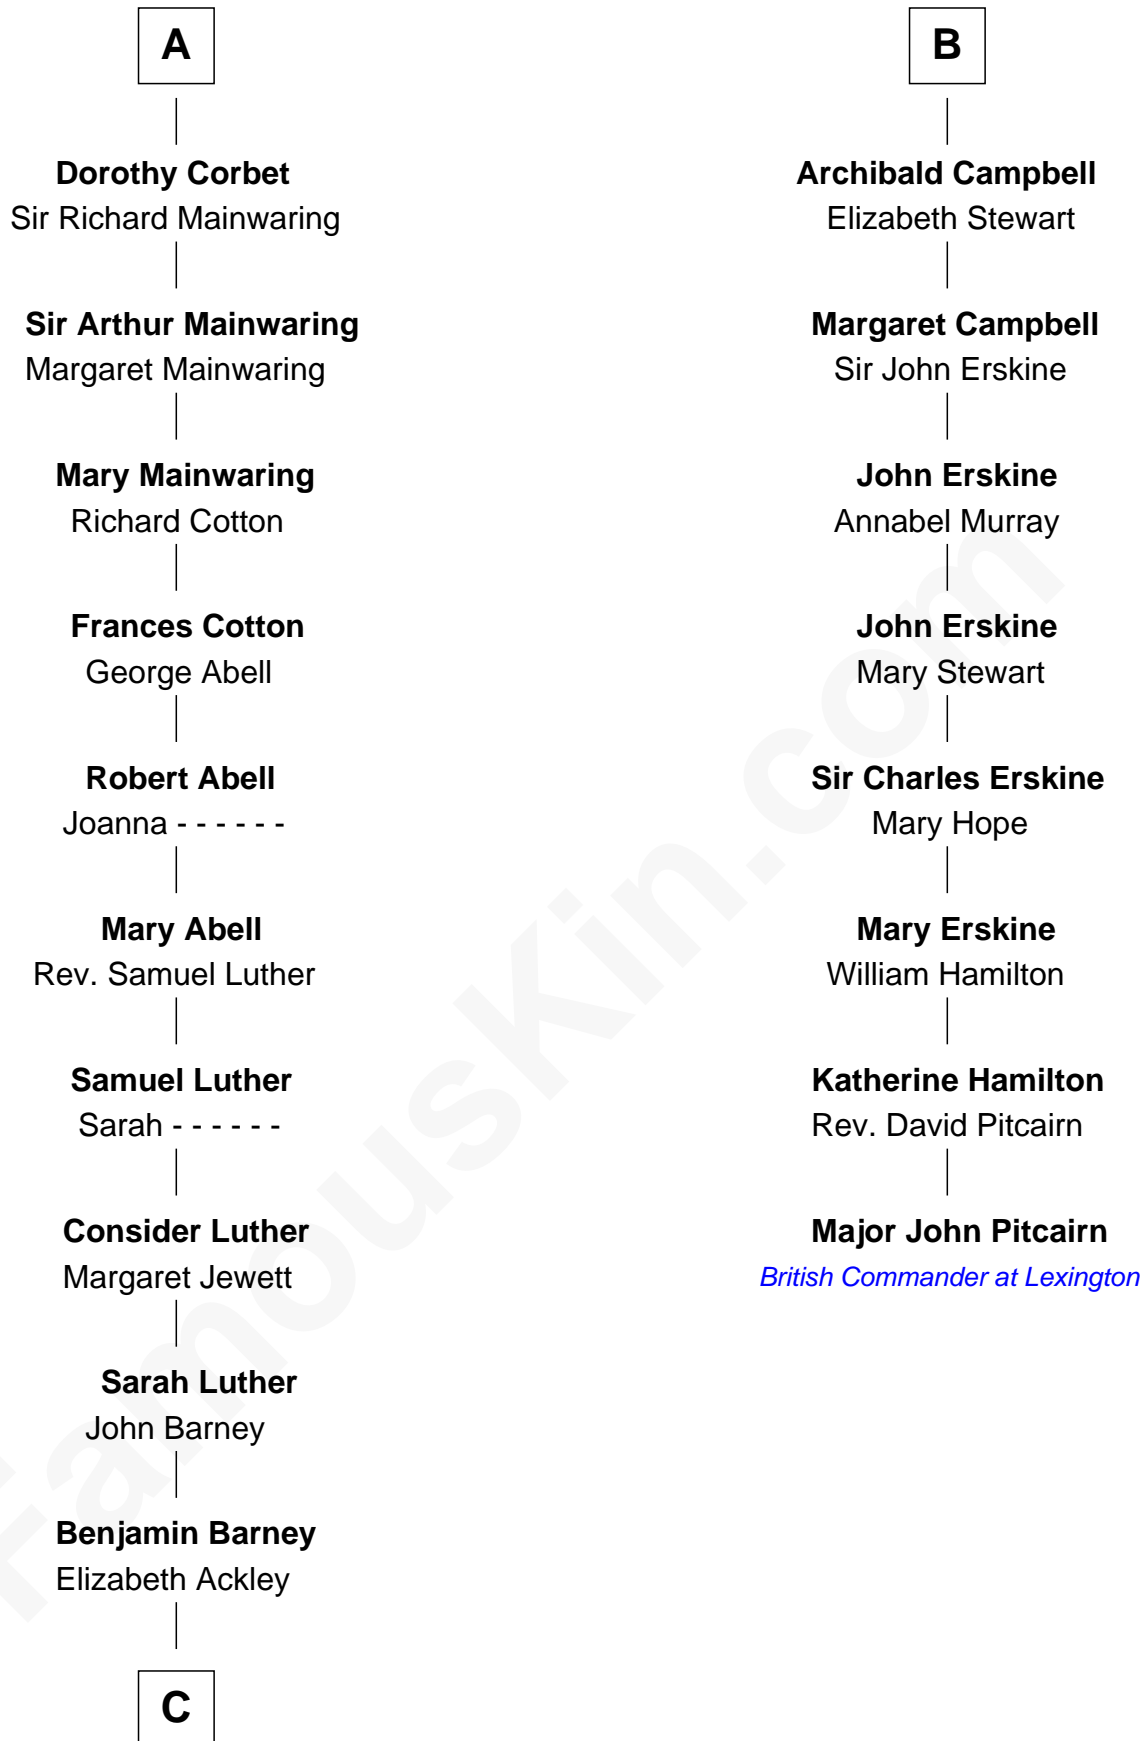 A
Dorothy Corbet
Sir Richard Mainwaring
Sir Arthur Mainwaring
Margaret Mainwaring
Mary Mainwaring
Richard Cotton
Frances Cotton
George Abell
Robert Abell
Joanna - - - - - -
Mary Abell
Rev. Samuel Luther
Samuel Luther
Sarah - - - - - -
Consider Luther
Margaret Jewett
Sarah Luther
John Barney
Benjamin Barney
Elizabeth Ackley
C
B
Archibald Campbell
Elizabeth Stewart
Margaret Campbell
Sir John Erskine
John Erskine
Annabel Murray
John Erskine
Mary Stewart
Sir Charles Erskine
Mary Hope
Mary Erskine
William Hamilton
Katherine Hamilton
Rev. David Pitcairn
Major John Pitcairn
British Commander at Lexington
FamousKin.com